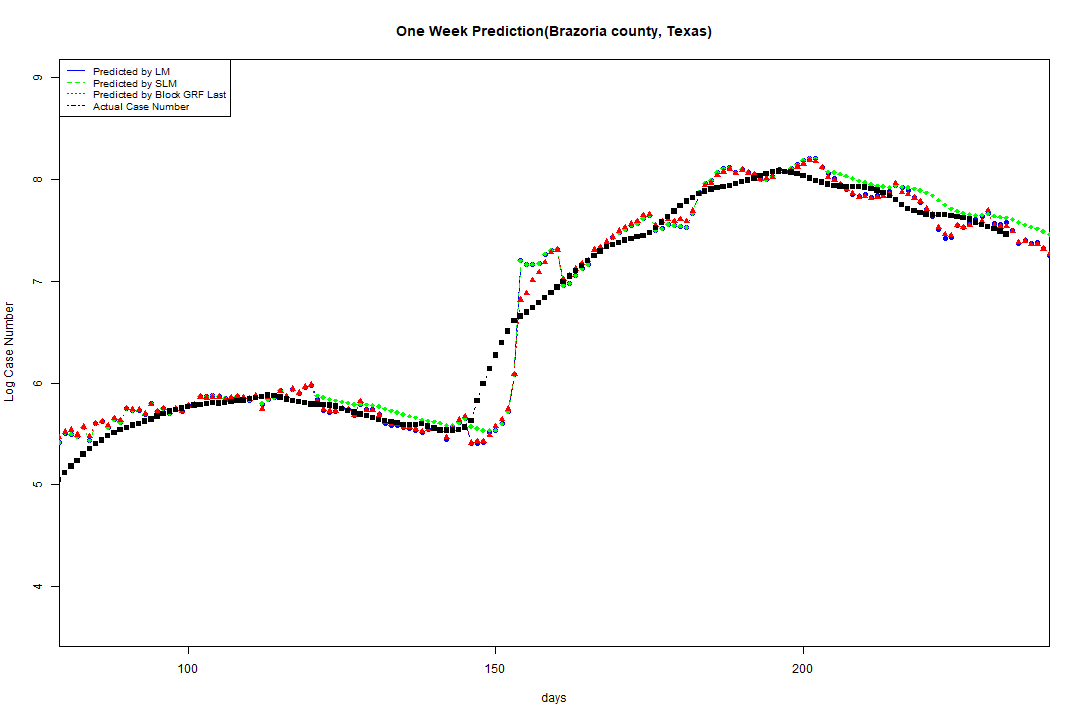 One Week Prediction(Brazoria county, Texas)
Predicted by LM
Predicted by SLM
Predicted by Block GRF Last
Actual Case Number
9
8
7
6
5
4
Log Case Number
100 150 200
days